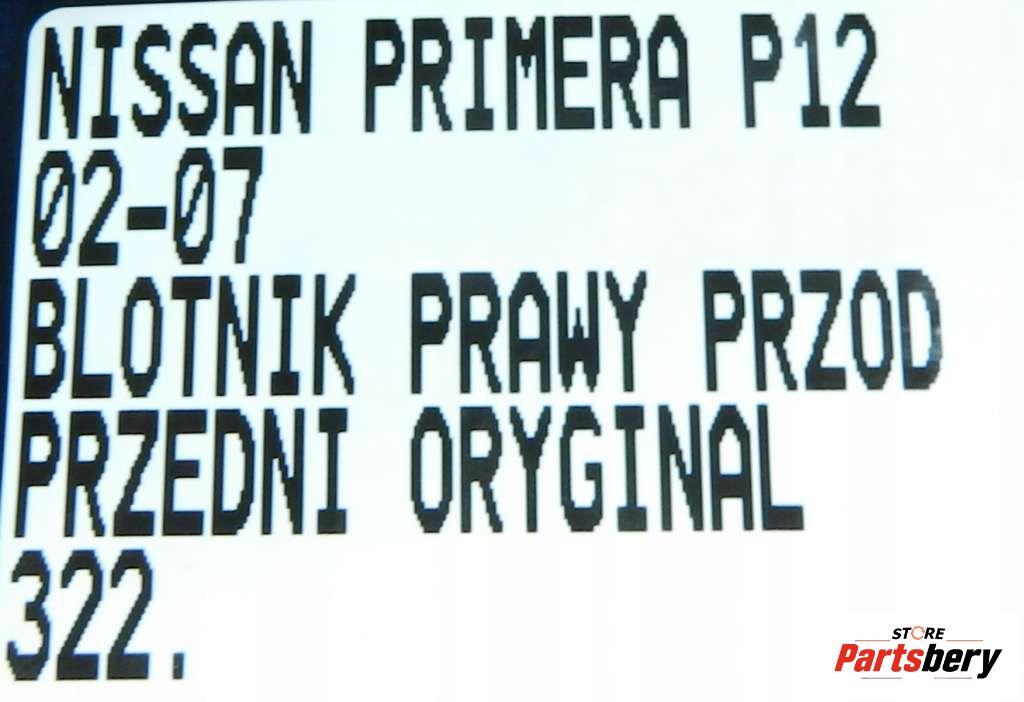 NISSAN PRIMERA P12
02-07
BLOTNIK PRAWY PRZOD
PRZEDNI ORYGINAL
322.
STORE
Partsbery